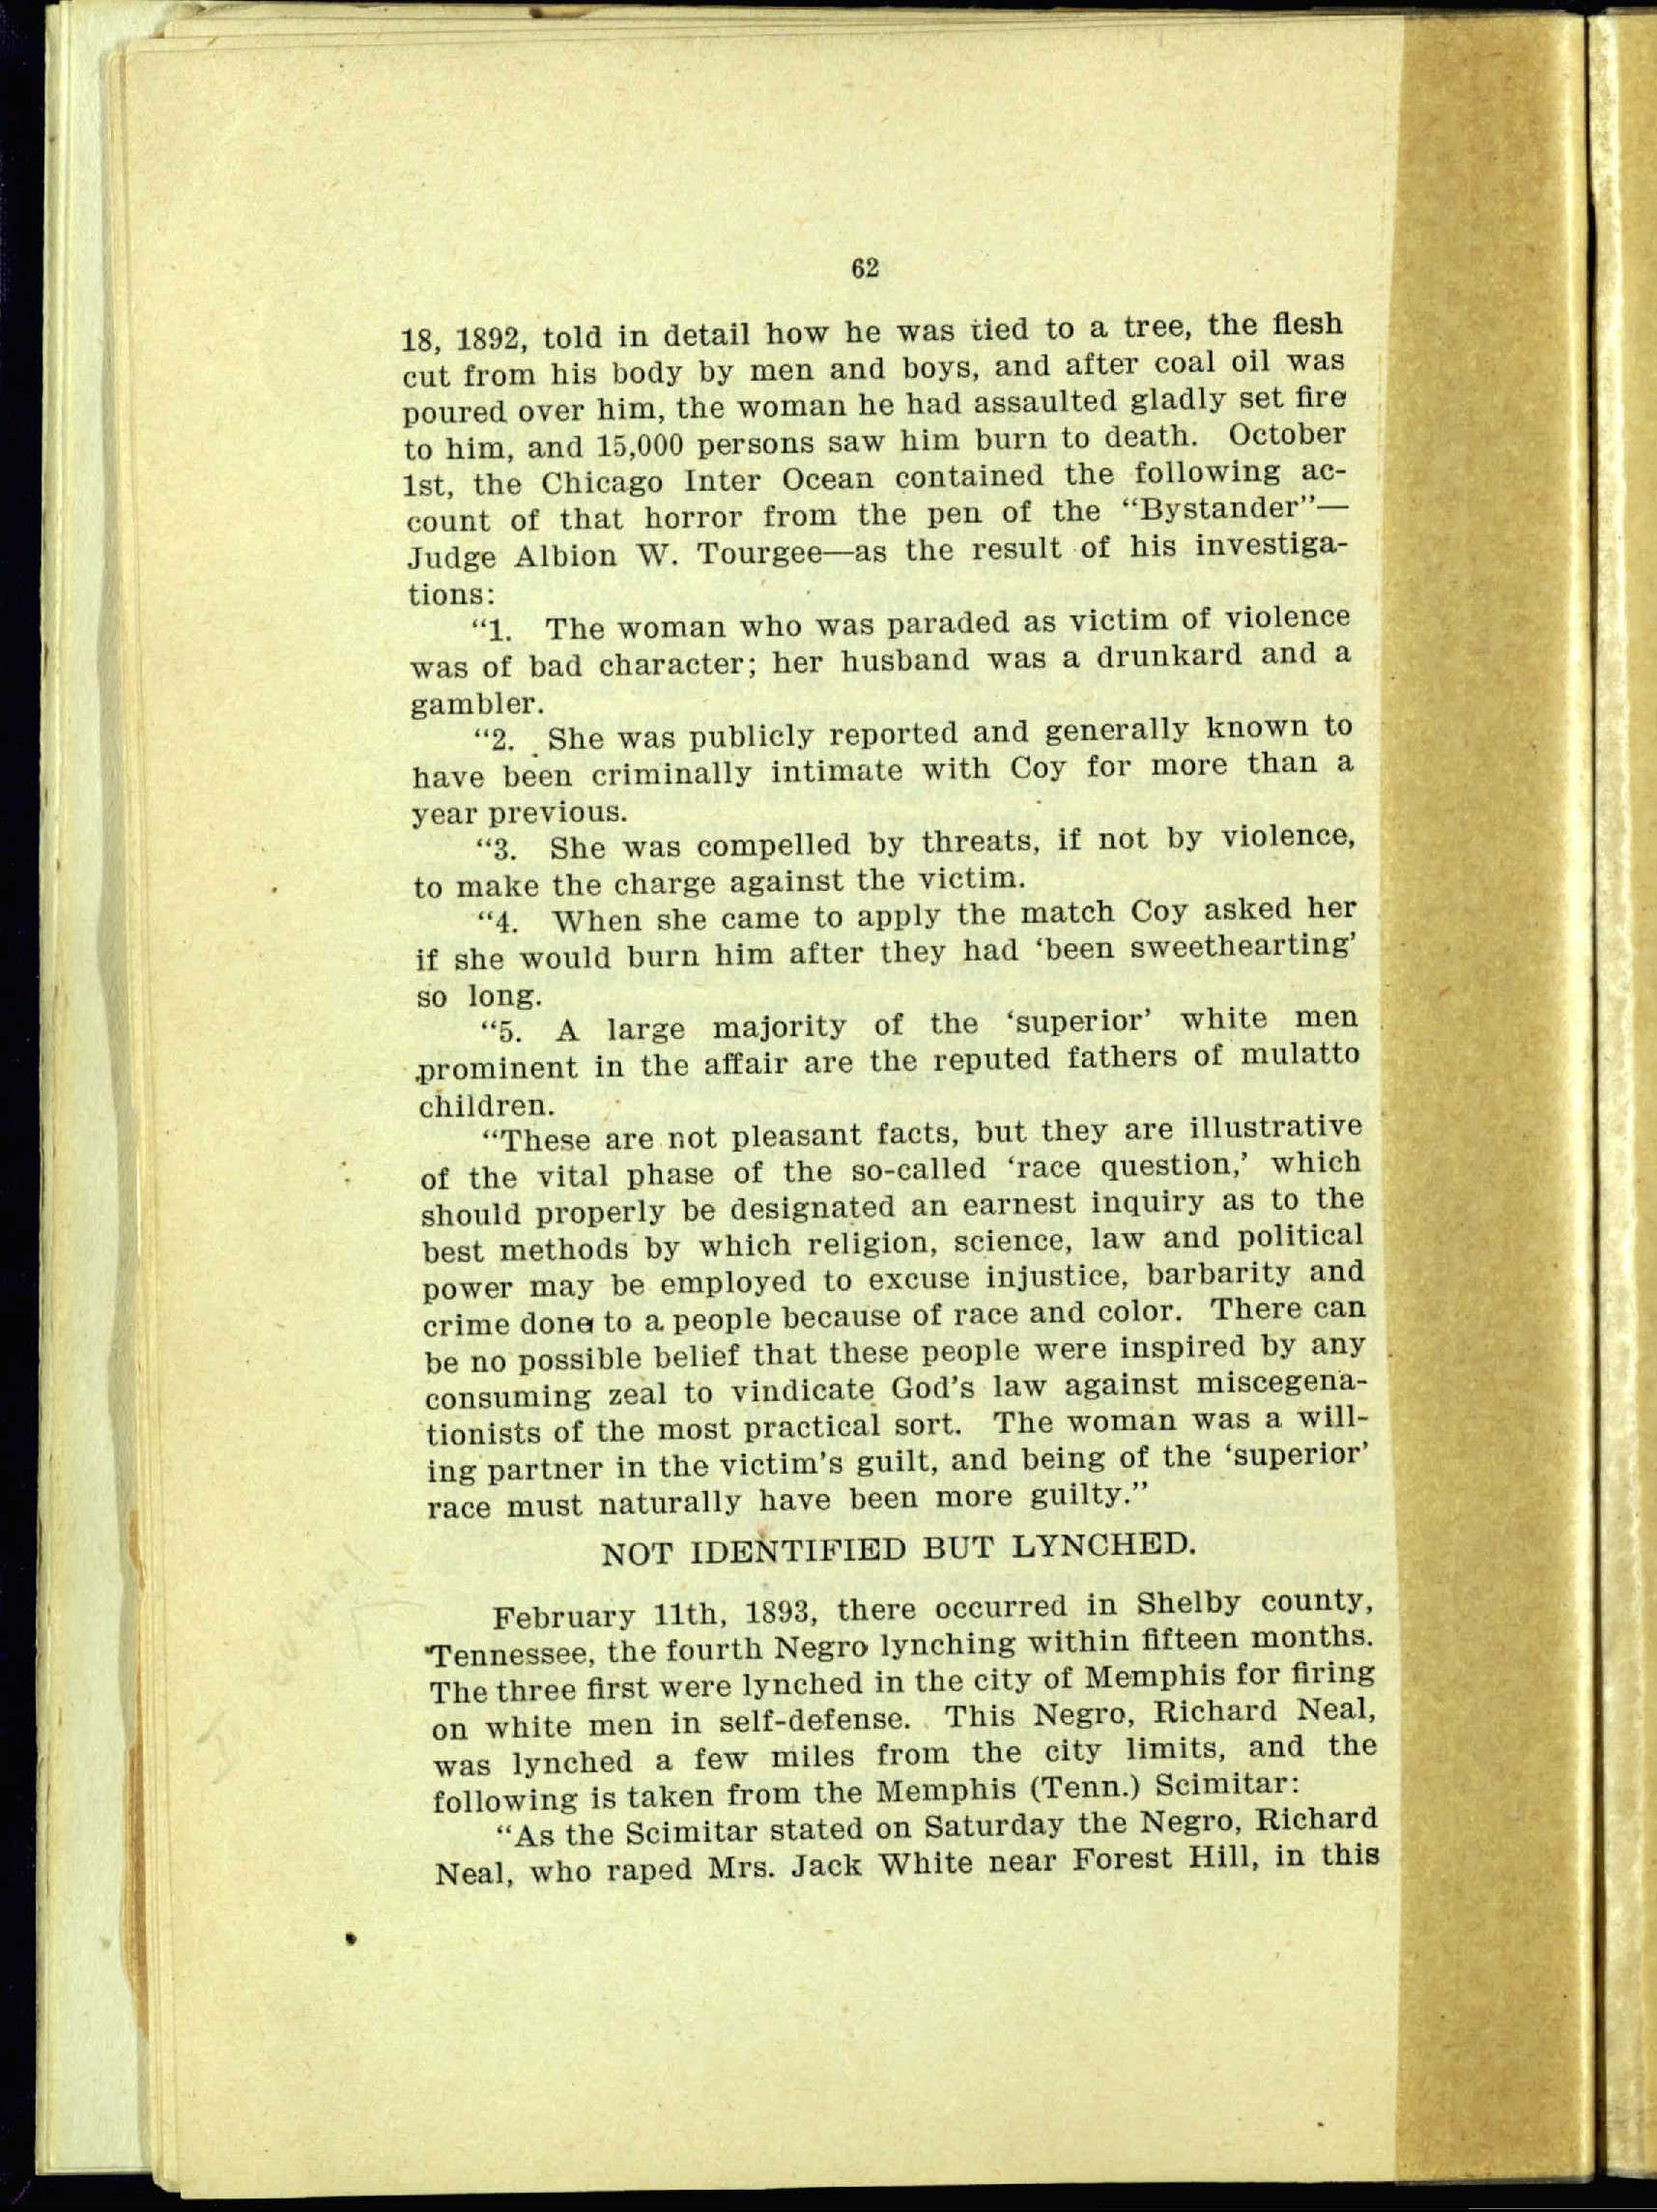 62
18, 1892, told in detail how he was tied to a tree, the flesh
cut from his body by men and boys, and after coal oil was
poured over him, the woman he had assaulted gladly set fire
to him, and 15,000 persons saw him burn to death. October
1st, the Chicago Inter Ocean contained the following ac-
count of that horror from the pen of the “Bystander”—
Judge Albion W. Tourgee—as the result of his investiga-
tions:
“1. The woman who was paraded as victim of violence
was of bad character; her husband was a drunkard and a
gambler.
“2. She was publicly reported and generally known to
have been criminally intimate with Coy for more than a
year previous.
“3. She was compelled by threats, if not by violence,
to make the charge against the victim.
“4. When she came to apply the match Coy asked her
if she would burn him after they had ‘been sweethearting’
so long.
“5. A large majority of the ‘superior’ white men
prominent in the affair are the reputed fathers of mulatto
children.
“These are not pleasant facts, but they are illustrative
of the vital phase of the so-called ‘race question,’ which
should properly be designated an earnest inquiry as to the
best methods by which religion, science, law and political
power may be employed to excuse injustice, barbarity and
crime done to a people because of race and color. There can
be no possible belief that these people were inspired by any
consuming zeal to vindicate God’s law against miscegena-
tionists of the most practical sort. The woman was a will-
ing partner in the victim’s guilt, and being of the ‘superior’
race must naturally have been more guilty.”
NOT IDENTIFIED BUT LYNCHED.
February 11th, 1893, there occurred in Shelby county,
Tennessee, the fourth Negro lynching within fifteen months.
The three first were lynched in the city of Memphis for firing
on white men in self-defense. This Negro, Richard Neal,
was lynched a few miles from the city limits, and the
following is taken from the Memphis (Tenn.) Scimitar:
“As the Scimitar stated on Saturday the Negro, Richard
Neal, who raped Mrs. Jack White near Forest Hill, in this